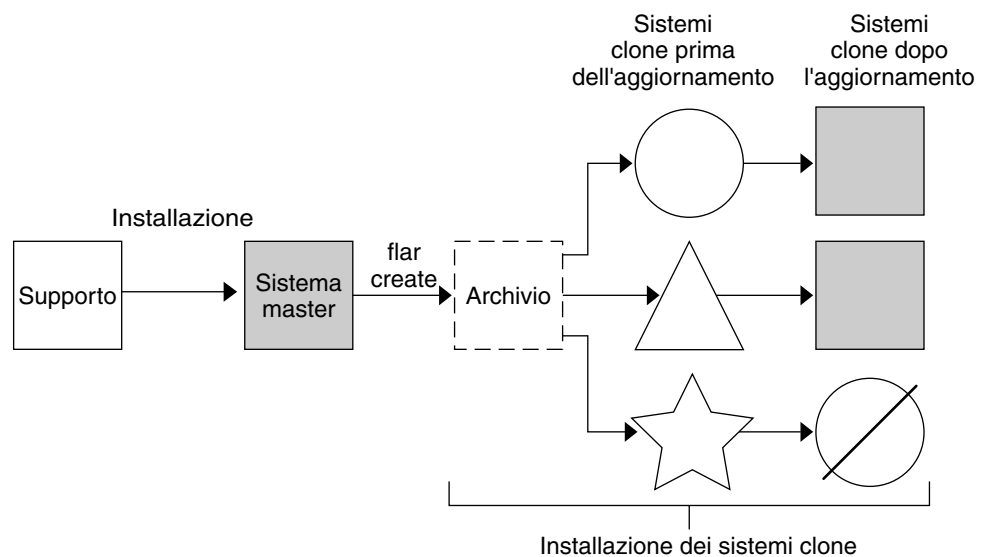 Sistemi
clone prima
dell'aggiornamento
Sistemi
clone dopo
l'aggiornamento
Installazione
Supporto
Sistema
master
flar
create
Archivio
Installazione dei sistemi clone